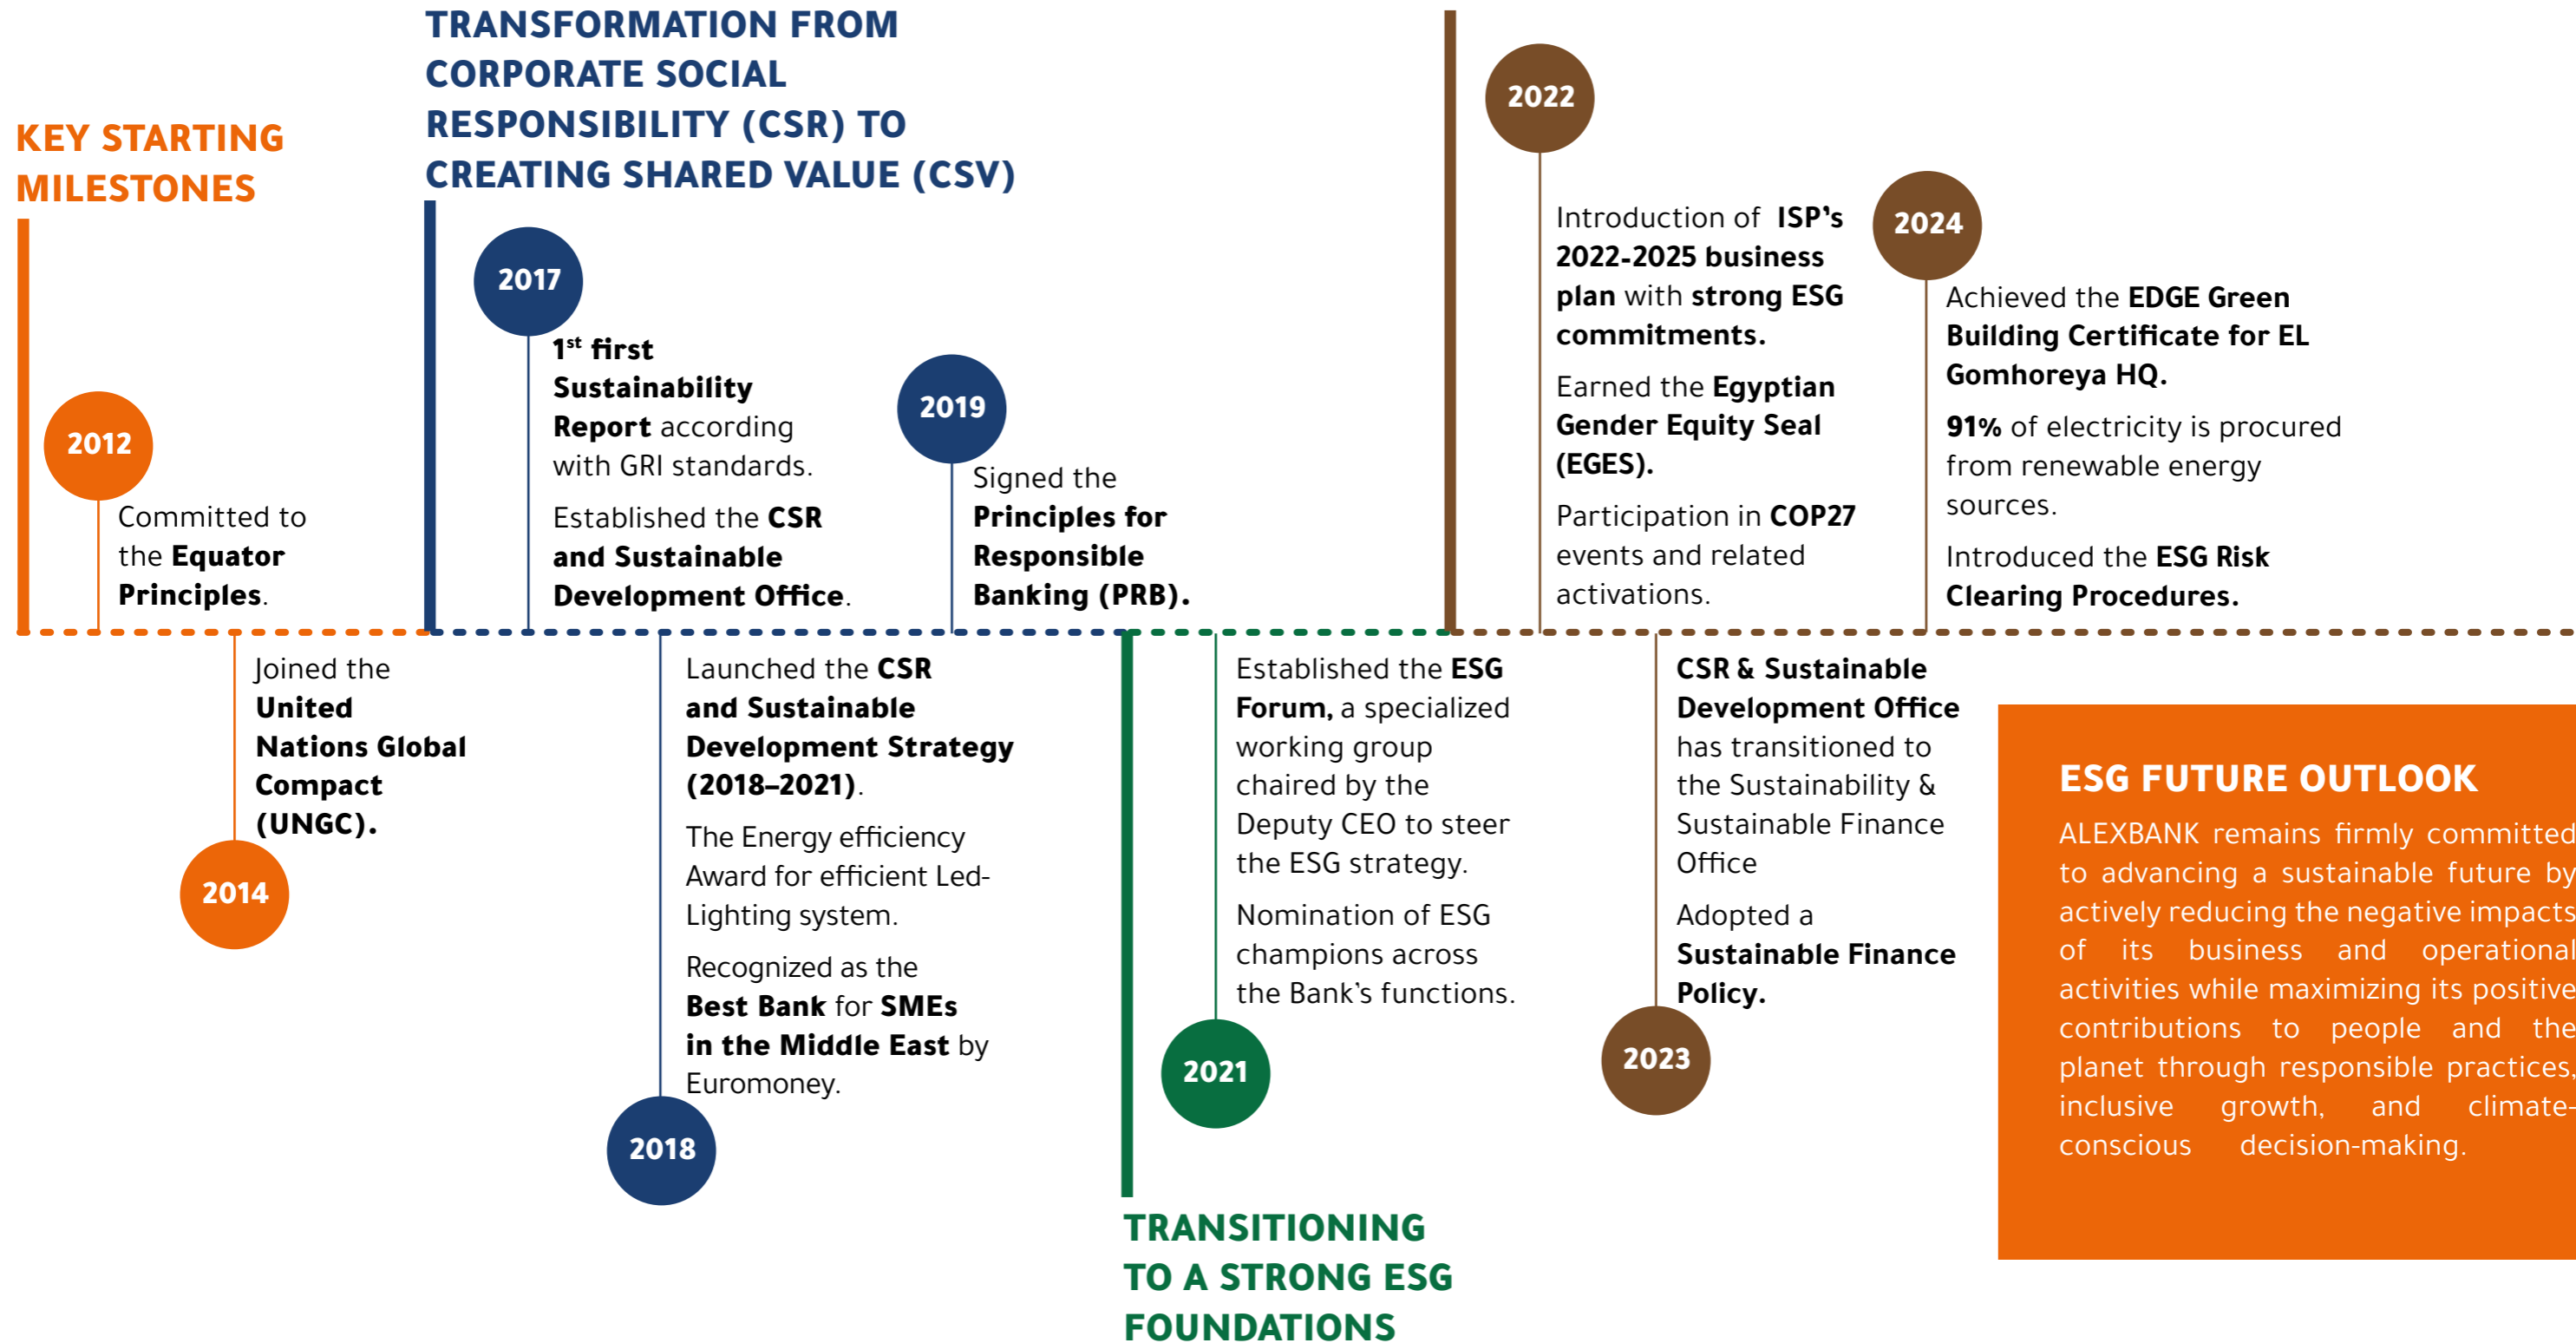 KEY STARTING
MILESTONES
2012
Committed to
the Equator
Principles.
Joined the
United
Nations Global
Compact
(UNGC).
2014
TRANSFORMATION FROM
CORPORATE SOCIAL
RESPONSIBILITY (CSR) TO
CREATING SHARED VALUE (CSV)
2017
1st first
Sustainability
Report according
with GRI standards.
Established the CSR
and Sustainable
Development Office.
Launched the CSR
and Sustainable
Development Strategy
(2018–2021).
The Energy efficiency
Award for efficient Led-
Lighting system.
Recognized as the
Best Bank for SMEs
in the Middle East by
Euromoney.
2018
2019
Signed the
Principles for
Responsible
Banking (PRB).
Established the ESG
Forum, a specialized
working group
chaired by the
Deputy CEO to steer
the ESG strategy.
Nomination of ESG
champions across
the Bank's functions.
2021
TRANSITIONING
TO A STRONG ESG
FOUNDATIONS
2022
Introduction of ISP's
2022-2025 business
plan with strong ESG
commitments.
Earned the Egyptian
Gender Equity Seal
(EGES).
Participation in COP27
events and related
activations.
CSR & Sustainable
Development Office
has transitioned to
the Sustainability &
Sustainable Finance
Office
Adopted a
Sustainable Finance
Policy.
2023
2024
Achieved the EDGE Green
Building Certificate for EL
Gomhoreya HQ.
91% of electricity is procured
from renewable energy
sources.
Introduced the ESG Risk
Clearing Procedures.
ESG FUTURE OUTLOOK
ALEXBANK remains firmly committed
to advancing a sustainable future by
actively reducing the negative impacts
of its business and operational
activities while maximizing its positive
contributions to people and the
planet through responsible practices,
inclusive growth, and climate-
conscious decision-making.